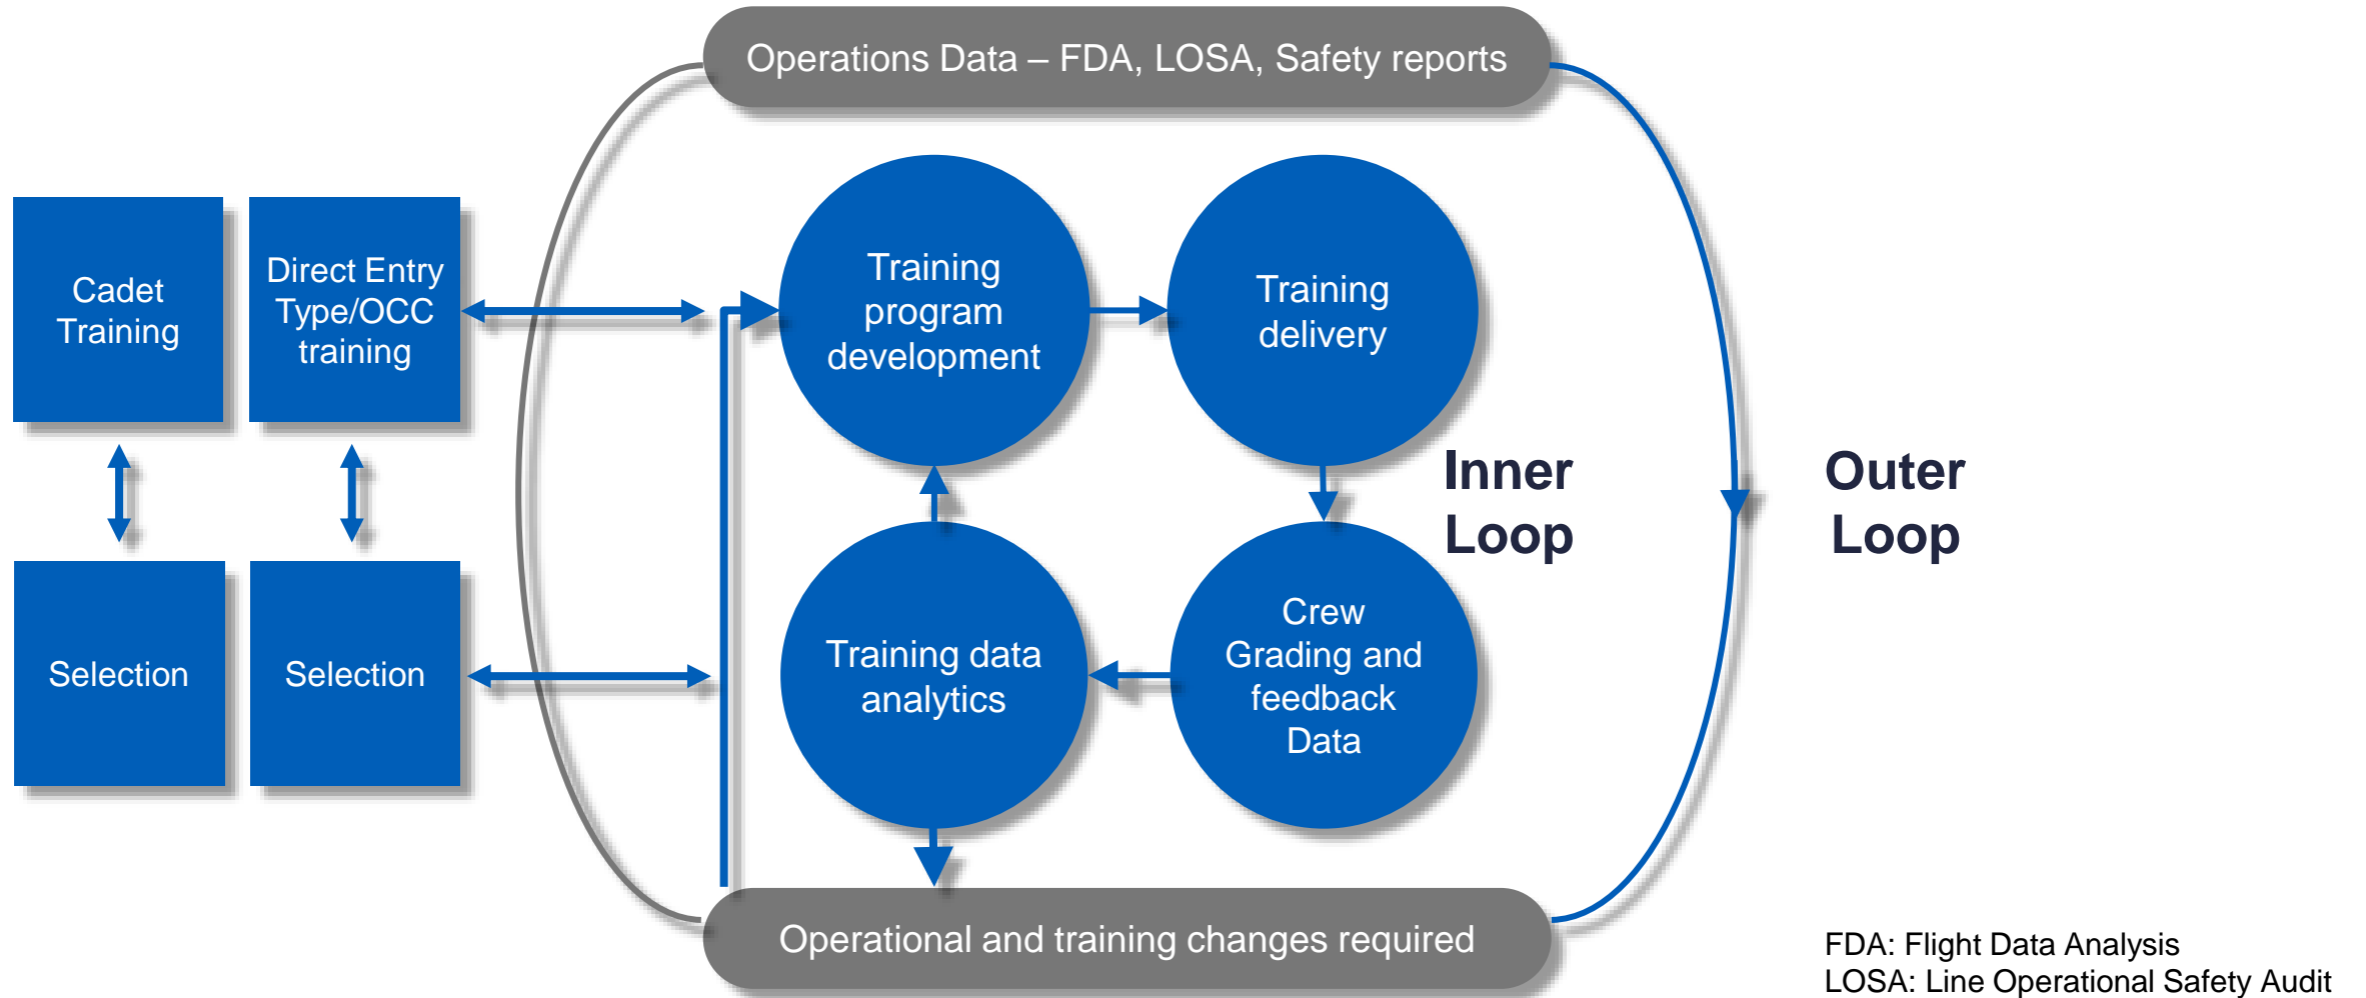 Operations Data – FDA, LOSA, Safety reports
Cadet
Training
Direct Entry
Type/OCC
training
Training
program
development
Training
delivery
Inner
Loop
Outer
Loop
Selection
Selection
Training data
analytics
Crew
Grading and
feedback
Data
Operational and training changes required
FDA: Flight Data Analysis
LOSA: Line Operational Safety Audit